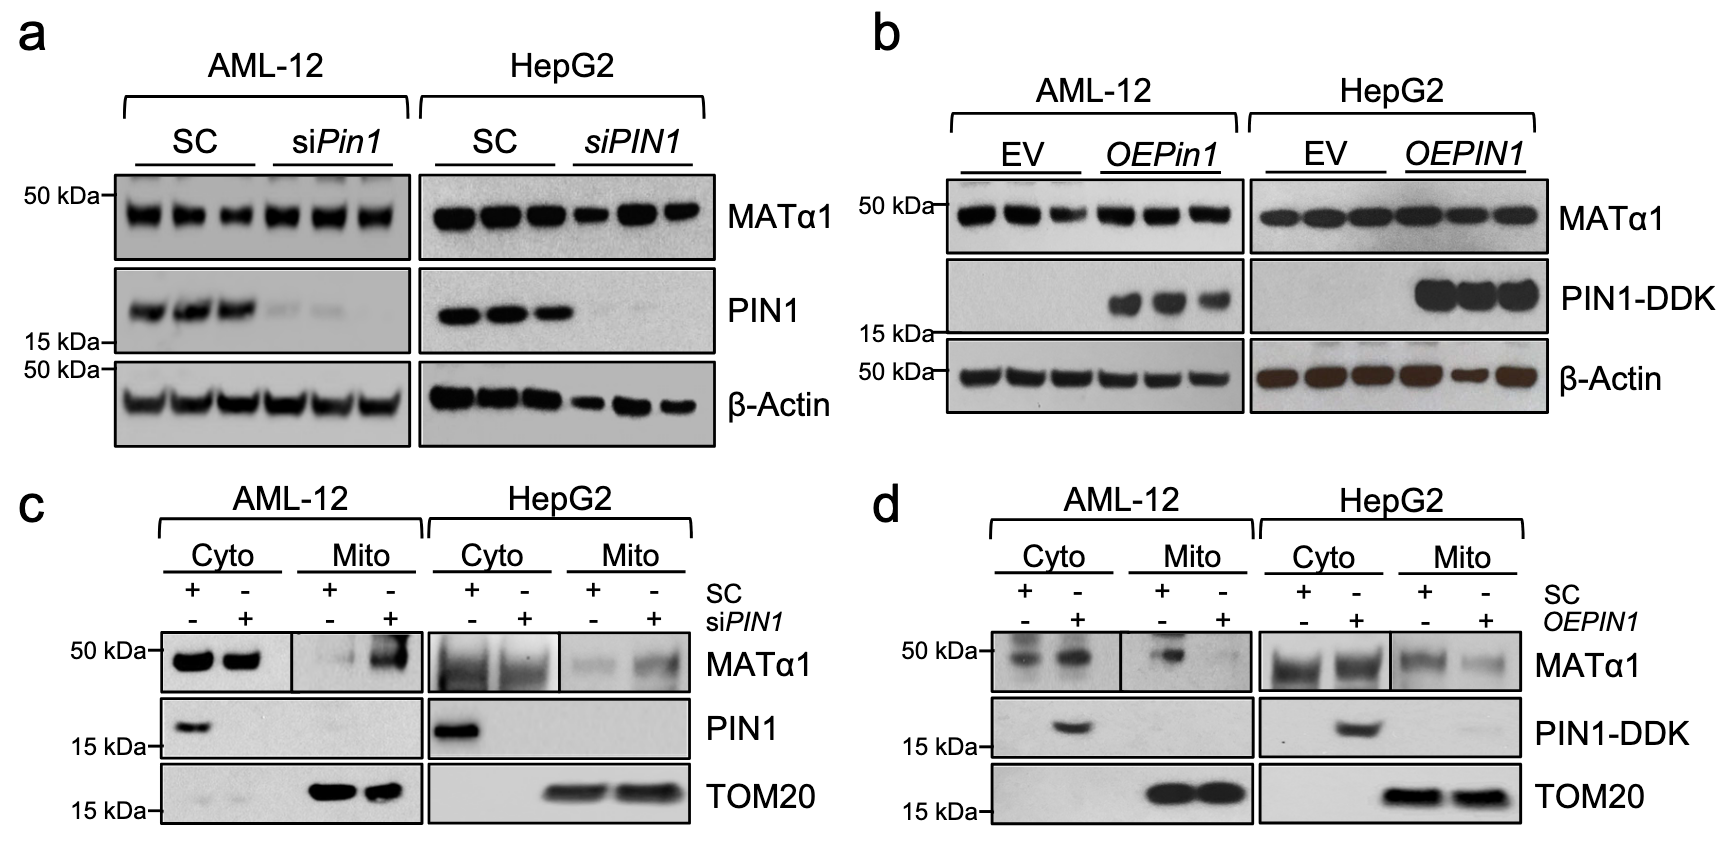 a
AML-12 HepG2
SC siPin1 SC siPIN1
50 kDa MATα1
PIN1
15 kDa
50 kDa
β-Actin
b
AML-12 HepG2
EV OEPin1 EV OEPIN1
50 kDa MATα1
PIN1-DDK
15 kDa
50 kDa β-Actin
c
AML-12 HepG2
Cyto Mito Cyto Mito
+ - + - + - + - SC
- + - + - + - + siPIN1
50 kDa MATα1
PIN1
15 kDa
TOM20
15 kDa
d
AML-12 HepG2
Cyto Mito Cyto Mito
+ - + - + - + - SC
- + - + - + - + OEPIN1
50 kDa MATα1
PIN1-DDK
15 kDa
TOM20
15 kDa